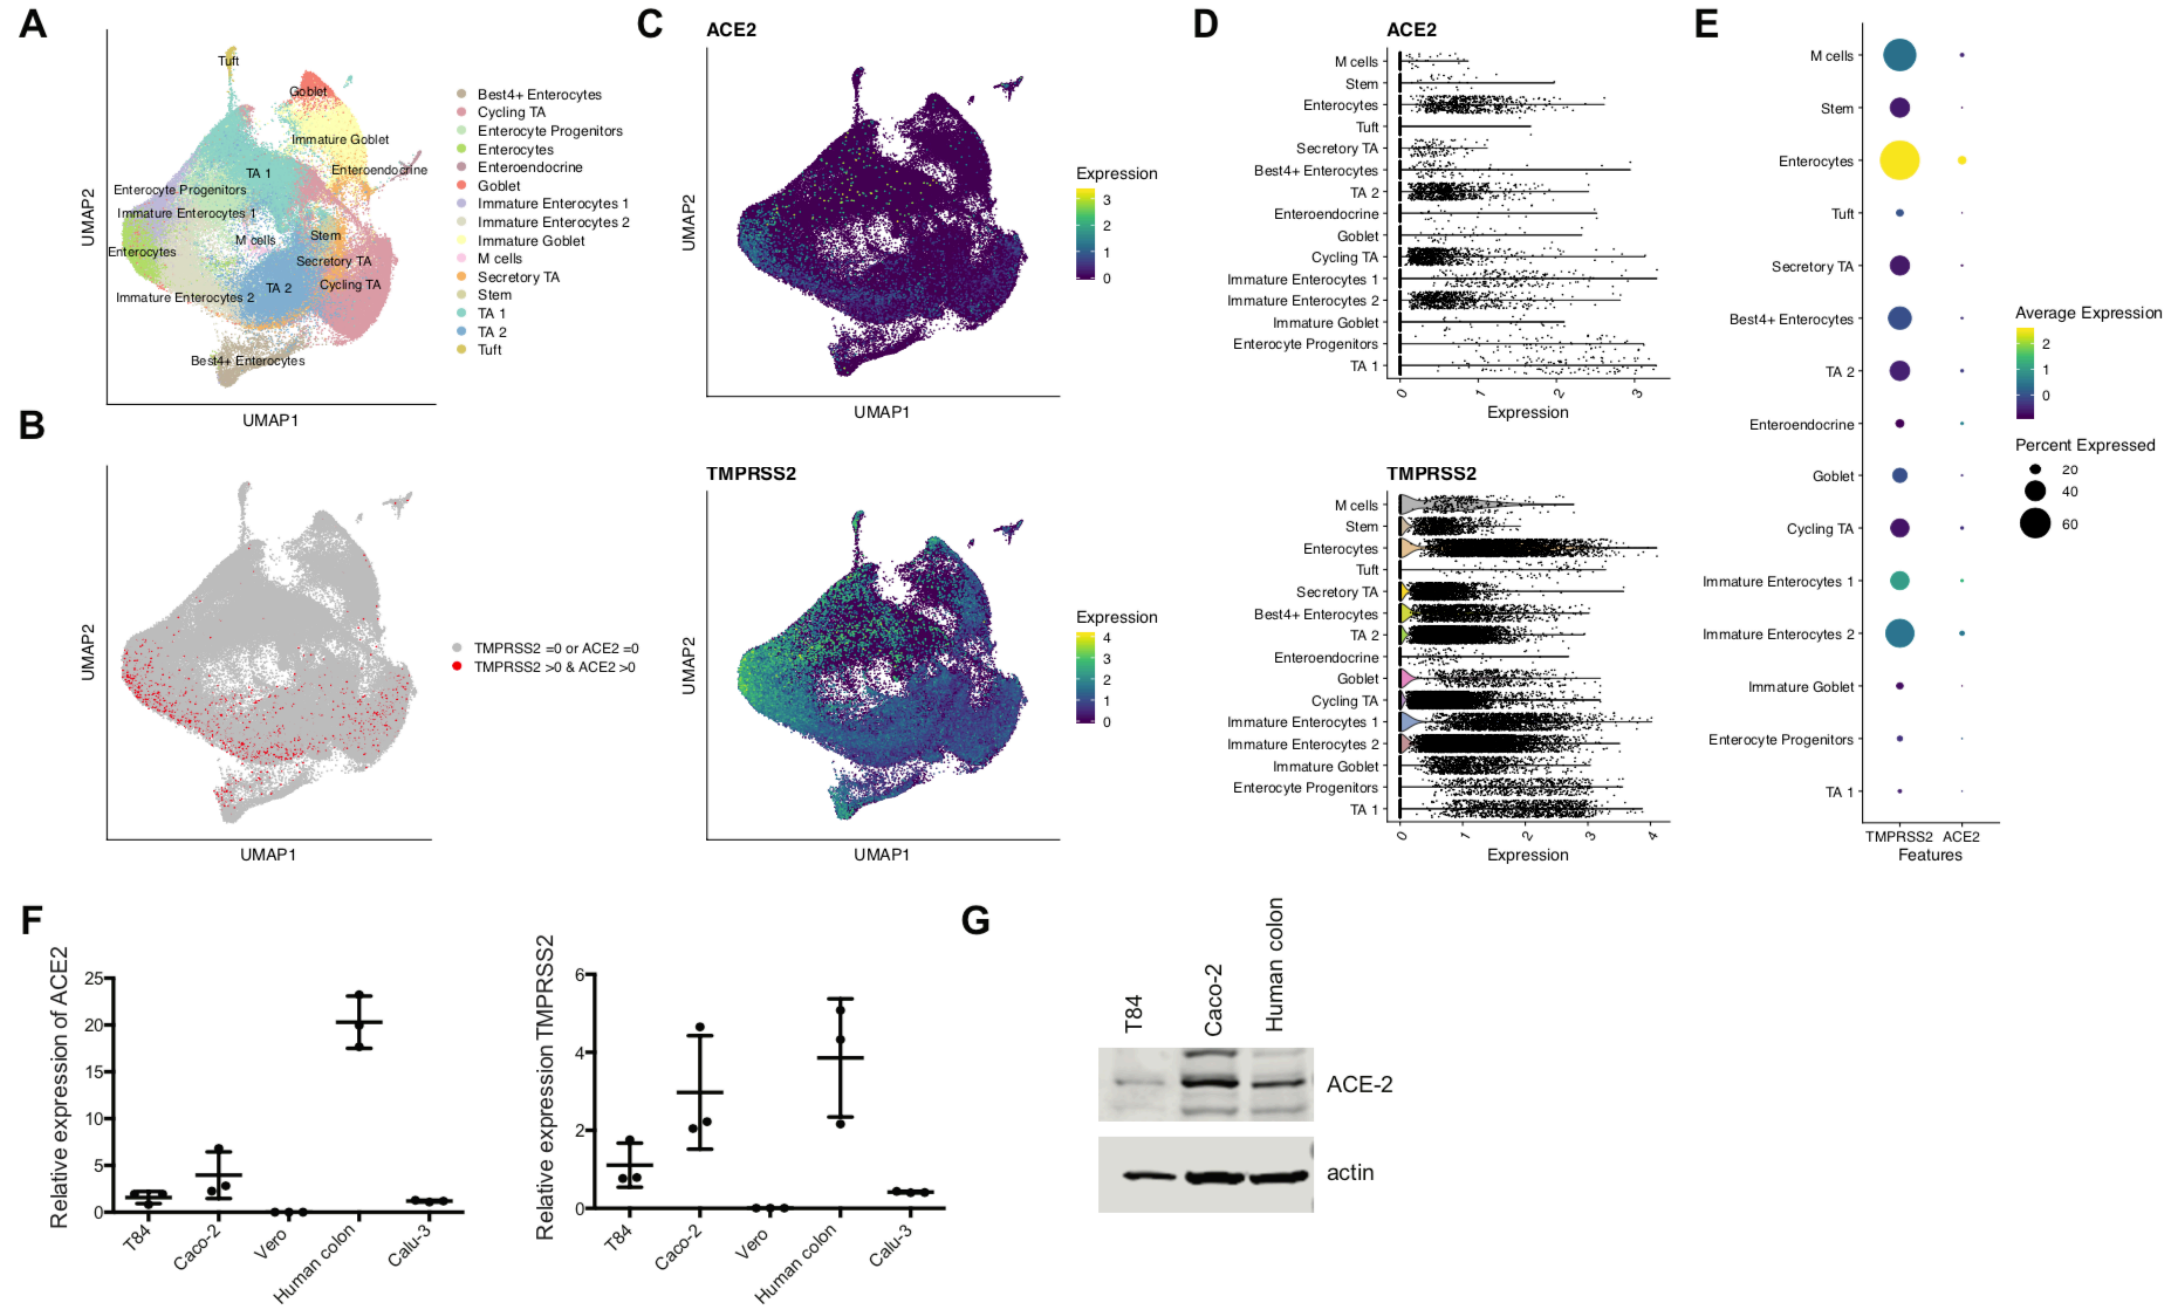 A
Tuft
Goblet
Immature Goblet
Enteroendocrine
TA 1
Enterocyte Progenitors
Immature Enterocytes 1
M cells
Stem
Enterocytes
Secretory TA
TA 2
Cycling TA
Immature Enterocytes 2
Best4+ Enterocytes
UMAP2
UMAP1
Best4+ Enterocytes
Cycling TA
Enterocyte Progenitors
Enterocytes
Enteroendocrine
Goblet
Immature Enterocytes 1
Immature Enterocytes 2
Immature Goblet
M cells
Secretory TA
Stem
TA 1
TA 2
Tuft
B
UMAP2
UMAP1
TMPRSS2 =0 or ACE2 =0
TMPRSS2 >0 & ACE2 >0
C
ACE2
UMAP2
UMAP1
Expression
3
2
1
0
TMPRSS2
UMAP2
UMAP1
Expression
4
3
2
1
0
D
ACE2
M cells
Stem
Enterocytes
Tuft
Secretory TA
Best4+ Enterocytes
TA 2
Enteroendocrine
Goblet
Cycling TA
Immature Enterocytes 1
Immature Enterocytes 2
Immature Goblet
Enterocyte Progenitors
TA 1
0 1 2 3
Expression
TMPRSS2
M cells
Stem
Enterocytes
Tuft
Secretory TA
Best4+ Enterocytes
TA 2
Enteroendocrine
Goblet
Cycling TA
Immature Enterocytes 1
Immature Enterocytes 2
Immature Goblet
Enterocyte Progenitors
TA 1
0 1 2 3 4
Expression
E
M cells
Stem
Enterocytes
Tuft
Secretory TA
Best4+ Enterocytes
TA 2
Enteroendocrine
Goblet
Cycling TA
Immature Enterocytes 1
Immature Enterocytes 2
Immature Goblet
Enterocyte Progenitors
TA 1
TMPRSS2 ACE2
Features
Average Expression
2
1
0
Percent Expressed
20
40
60
F
Relative expression of ACE2
25
20
15
10
5
0
T84
Caco-2
Vero
Human colon
Calu-3
Relative expression TMPRSS2
6
4
2
0
T84
Caco-2
Vero
Human colon
Calu-3
G
T84
Caco-2
Human colon
ACE-2
actin